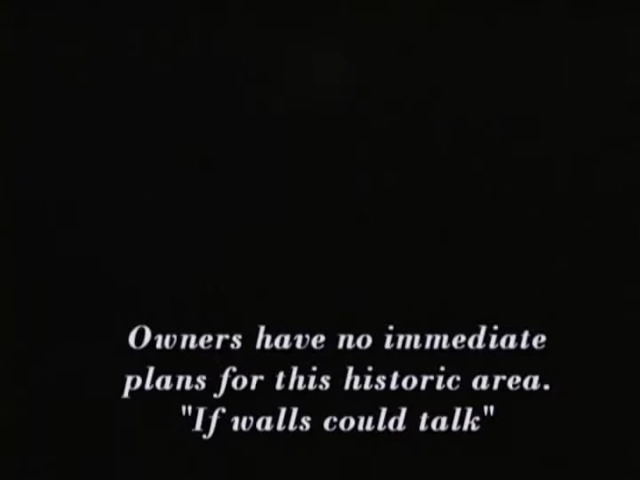 Owners have no immediate
plans for this historic area.
"If walls could talk"